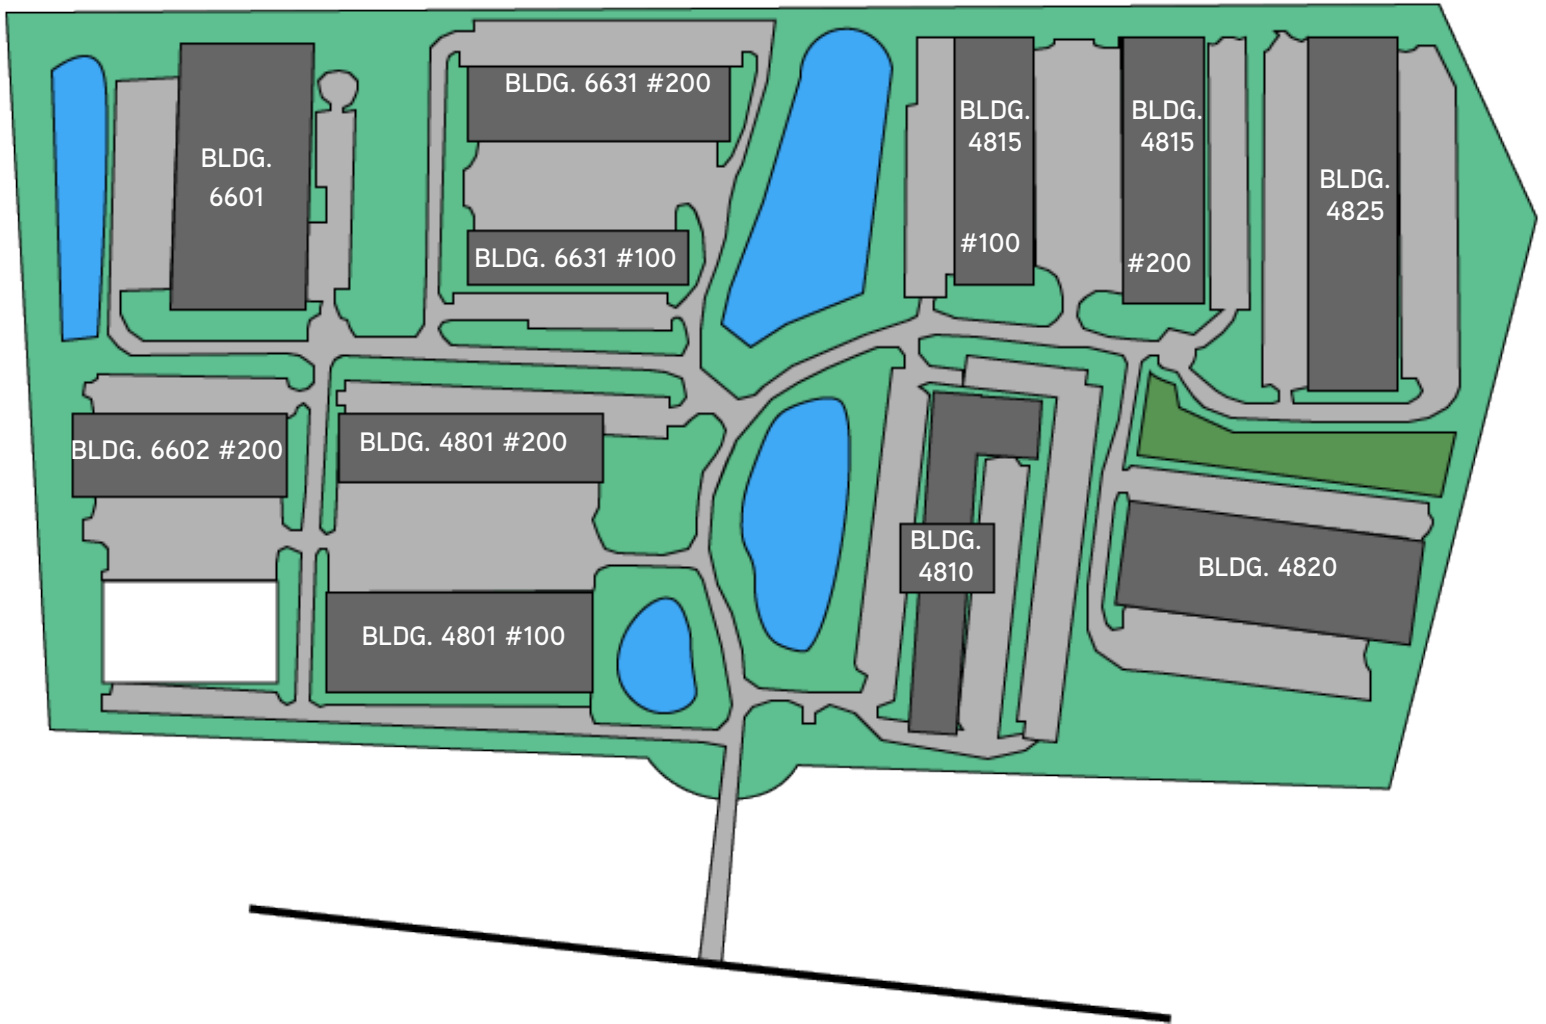 BLDG. 6631 #200
BLDG.
6601
BLDG. 6631 #100
BLDG.
4815
#100
BLDG.
4815
#200
BLDG.
4825
BLDG. 6602 #200
BLDG. 4801 #200
BLDG.
4810
BLDG. 4820
BLDG. 4801 #100